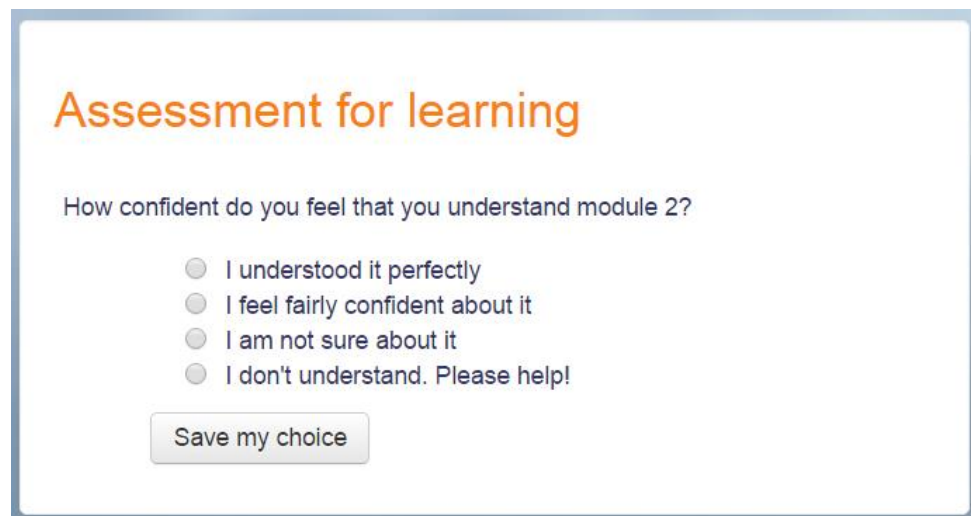 Assessment for learning
How confident do you feel that you understand module 2?
I understood it perfectly
I feel fairly confident about it
I am not sure about it
I don't understand. Please help!
Save my choice